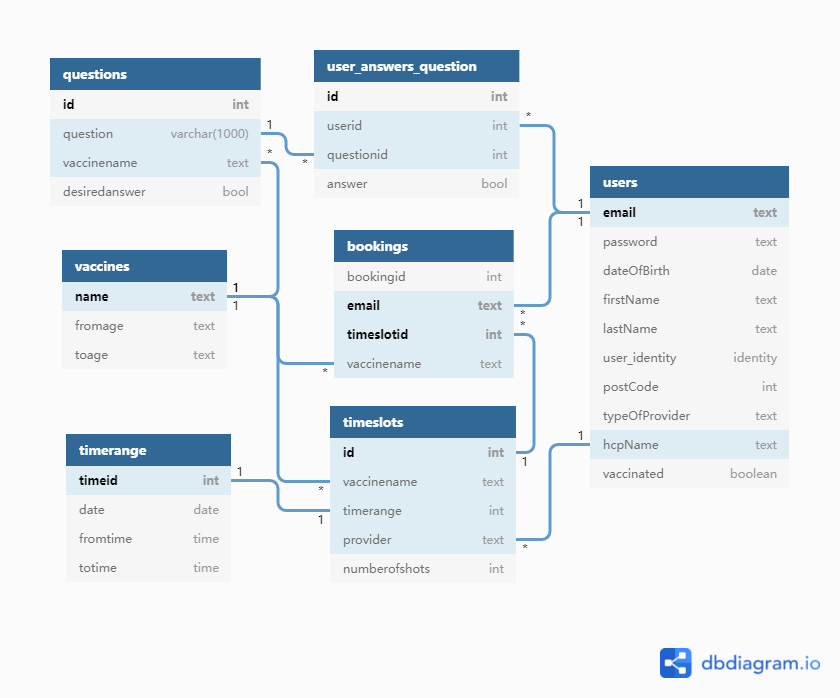 questions
id int
question varchar(1000)
vaccinename text
desiredanswer bool
1
*
*
user_answers_question
id int
userid int
questionid int
answer bool
*
users
email text
password text
dateOfBirth date
firstName text
lastName text
user_identity identity
postCode int
typeOfProvider text
hcpName text
vaccinated boolean
1
1
1
vaccines
name text
fromage text
toage text
1
1
bookings
bookingid int
email text
timeslotid int
vaccinename text
*
*
*
timeslots
id int
vaccinename text
timerange int
provider text
numberofshots int
1
*
1
*
timerange
timeid int
date date
fromtime time
totime time
1
dbdiagram.io